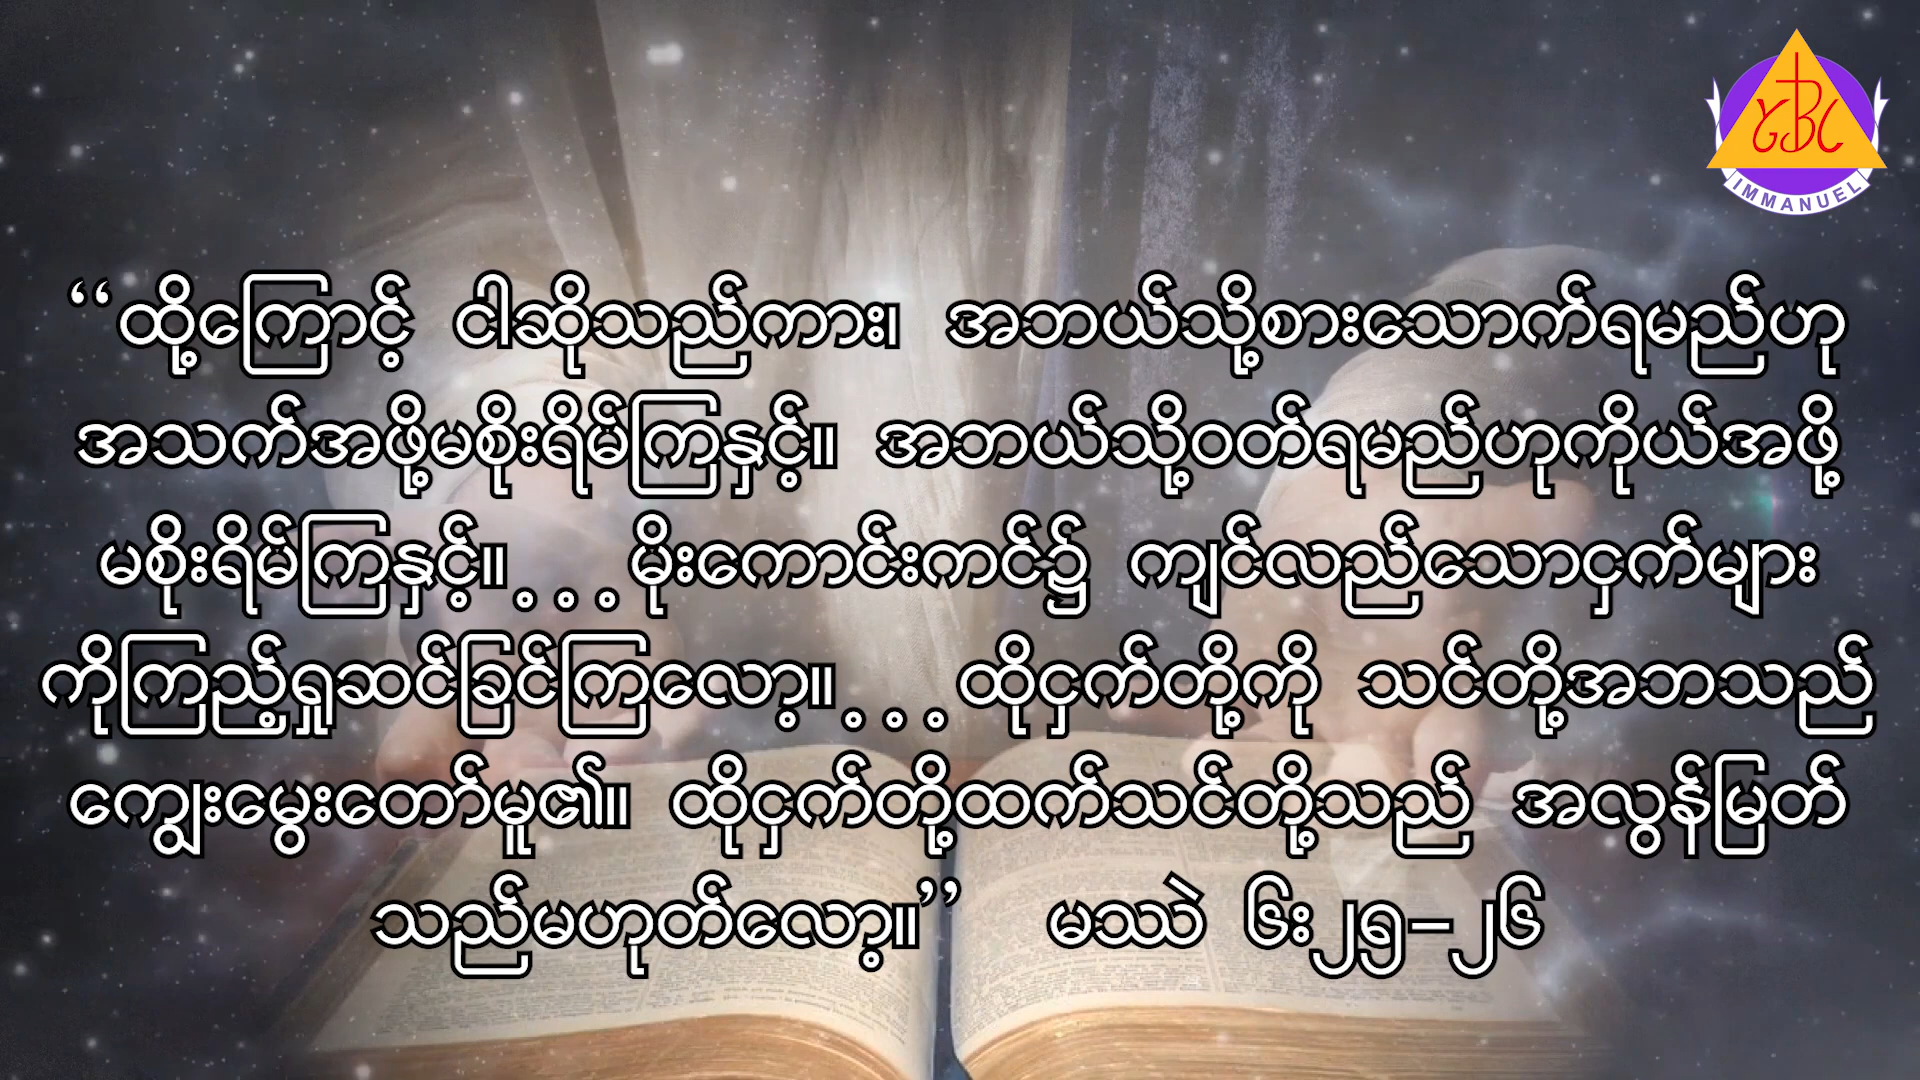 YBC
IMMANUEL
‘‘ထို့ကြောင့် ငါဆိုသည်ကား၊ အဘယ်သို့စားသောက်ရမည်ဟု
အသက်အဖို့မစိုးရိမ်ကြနှင့်။ အဘယ်သို့ဝတ်ရမည်ဟုကိုယ်အဖို့
မစိုးရိမ်ကြနှင့်။...မိုးကောင်းကင်၌ ကျင်လည်သောငှက်များ
ကိုကြည့်ရှုဆင်ခြင်ကြလော့။...ထိုငှက်တို့ကို သင်တို့အဘသည်
ကျွေးမွေးတော်မူ၏။ ထိုငှက်တို့ထက်သင်တို့သည် အလွန်မြတ်
သည်မဟုတ်လော့။’’ မဿဲ ၆း၂၅-၂၆